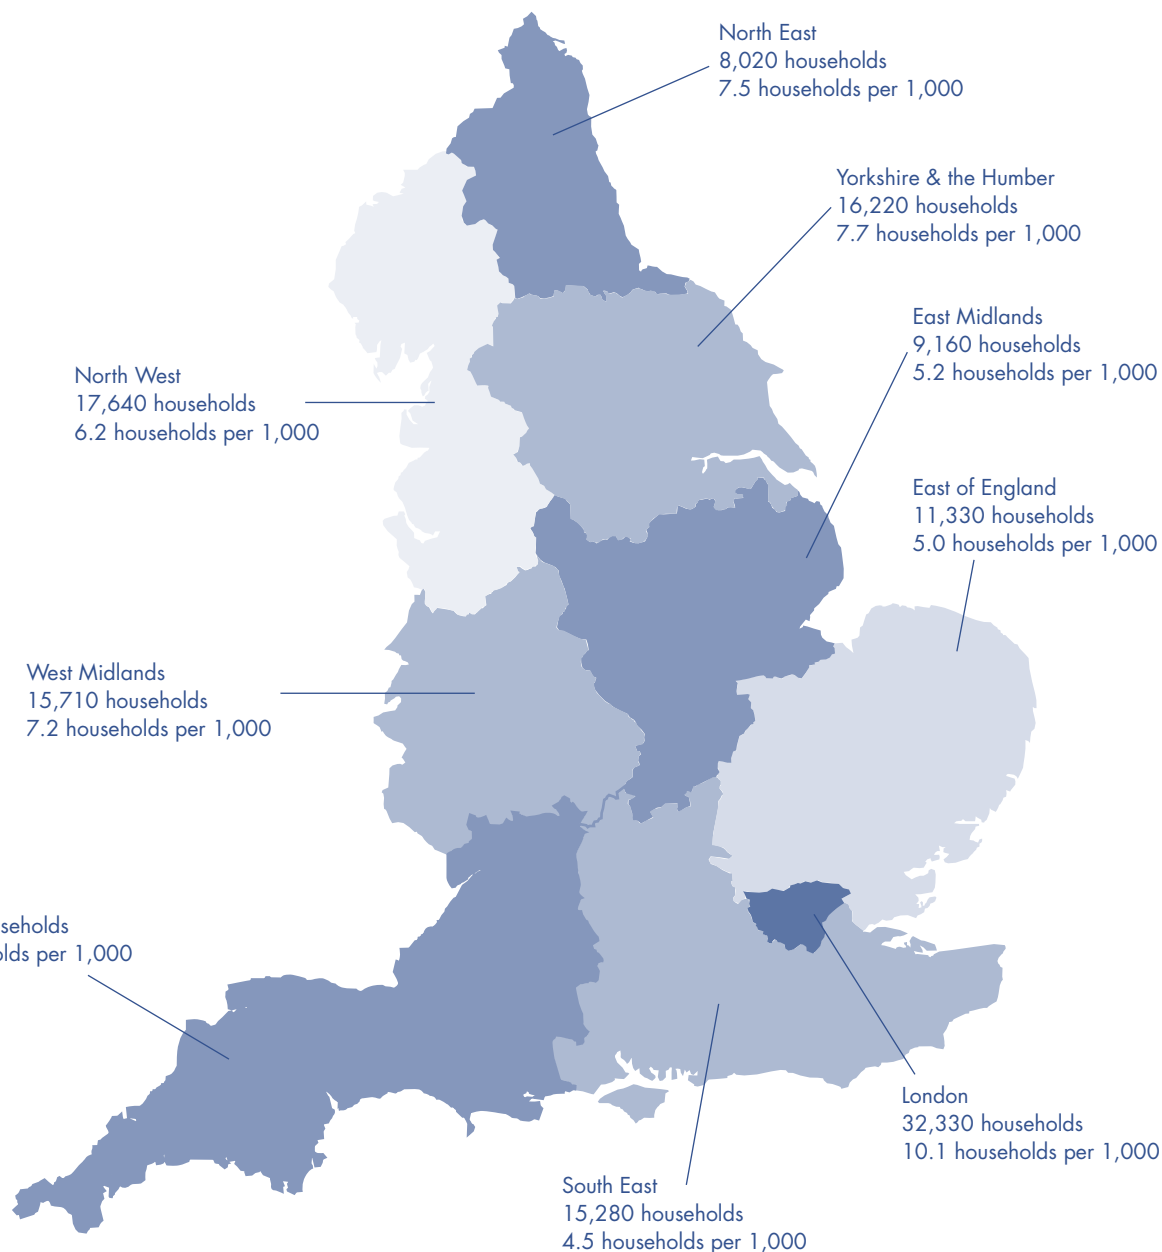 North East
8,020 households
7.5 households per 1,000
Yorkshire & the Humber
16,220 households
7.7 households per 1,000
East Midlands
9,160 households
5.2 households per 1,000
North West
17,640 households
6.2 households per 1,000
East of England
11,330 households
5.0 households per 1,000
West Midlands
15,710 households
7.2 households per 1,000
per 1,000
London
32,330 households
10.1 households per 1,000
South East
15,280 households
4.5 households per 1,000